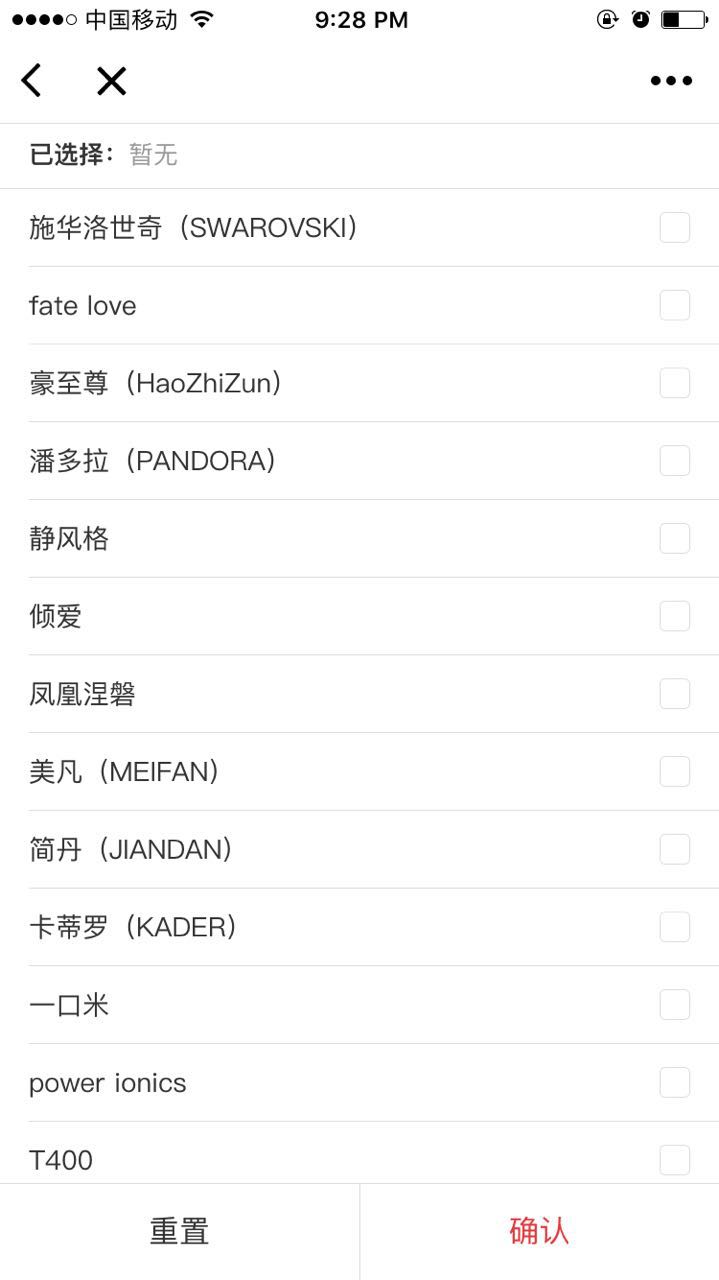 中国移动 9:28 PM
已选择：暂无
施华洛世奇（SWAROVSKI）
fate love
豪至尊（HaoZhiZun）
潘多拉（PANDORA）
静风格
倾爱
凤凰涅磐
美凡（MEIFAN）
简丹（JIANDAN）
卡蒂罗（KADER）
一口米
power ionics
T400
重置 确认